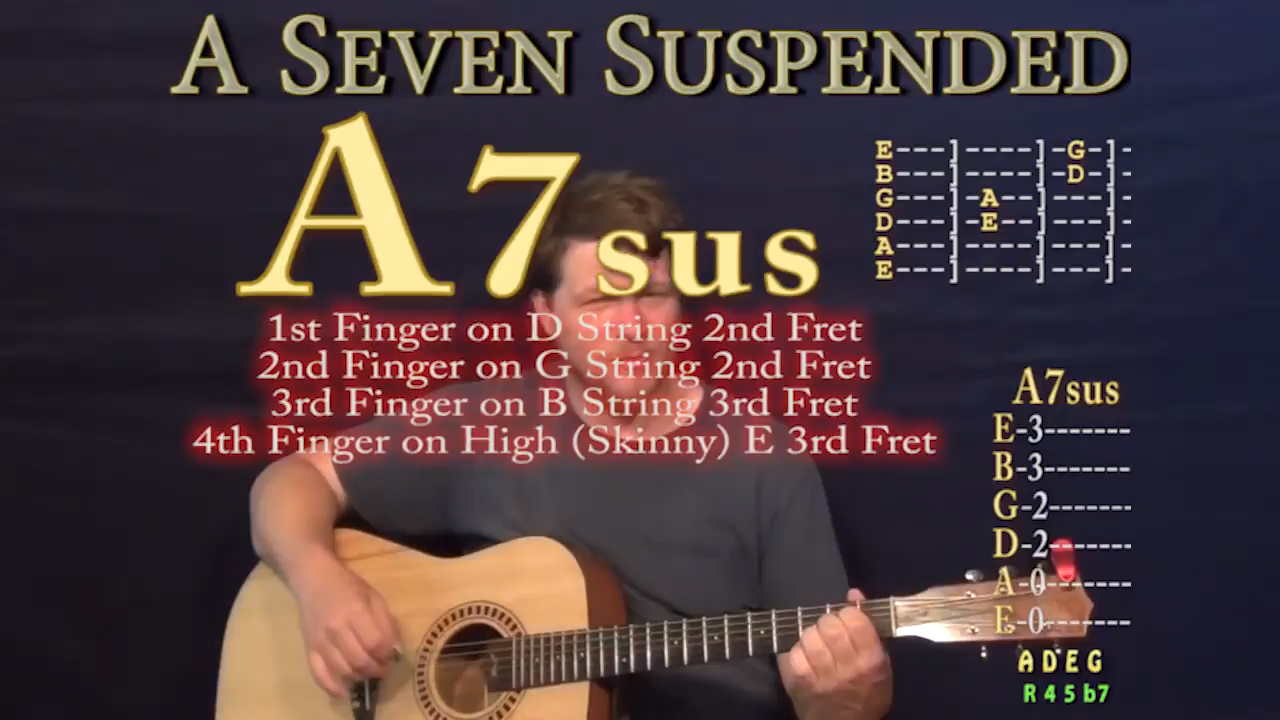 A SEVEN SUSPENDED
A7sus
1st Finger on D String 2nd Fret
2nd Finger on G String 2nd Fret
3rd Finger on B String 3rd Fret
4th Finger on High (Skinny) E 3rd Fret
E---]----]-G-]-
B---]----]-D-]-
G---]-A--]---]-
D---]-E--]---]-
A---]----]---]-
E---]----]---]-
A7sus
E-3-------
B-3-------
G-2-------
D-2-------
A-0-------
E-0-------
A D E G
R 4 5 b7